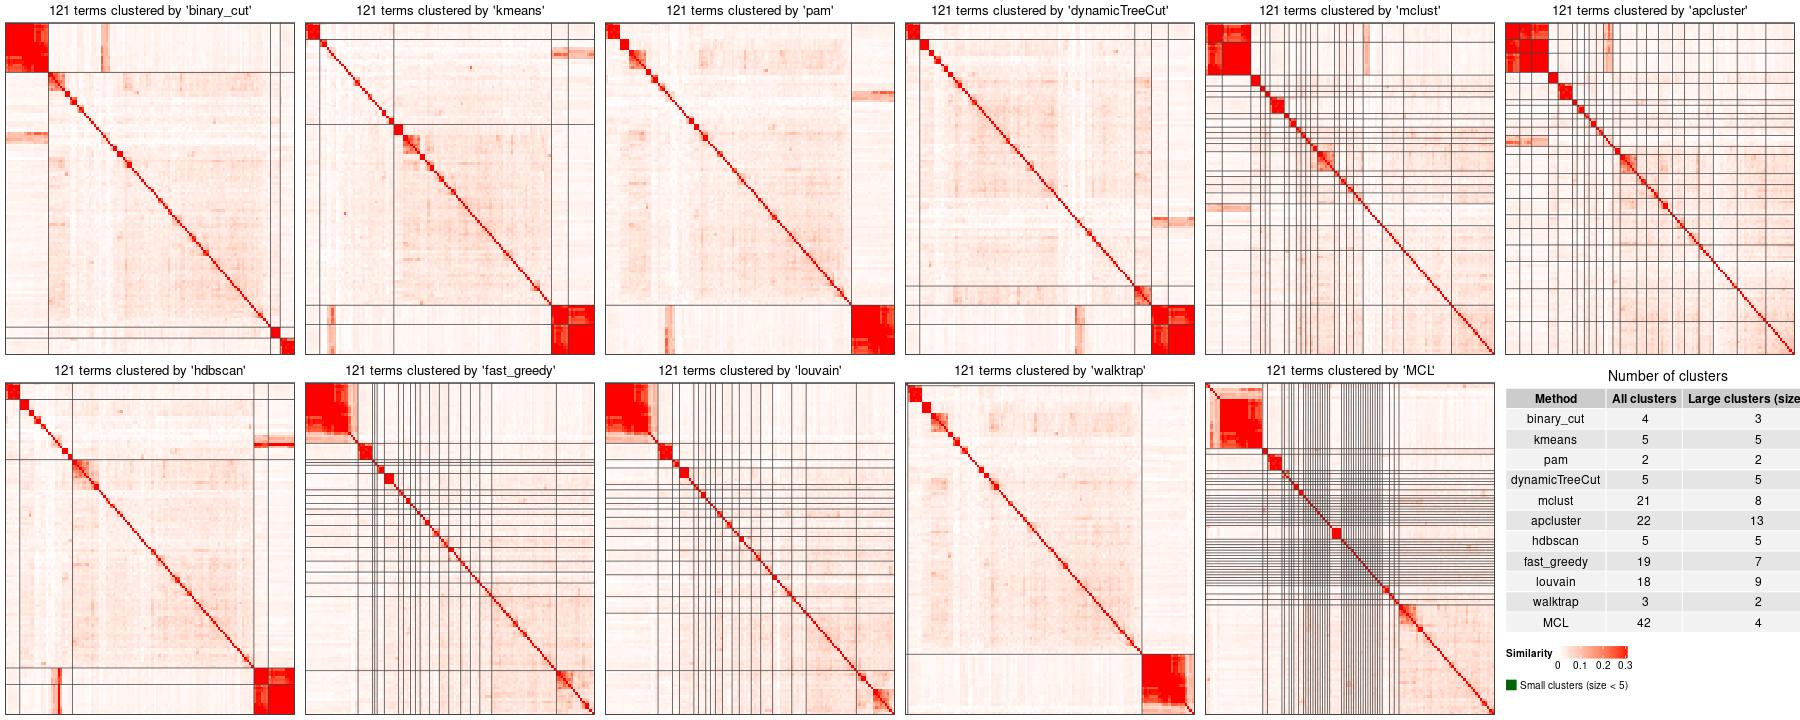 121 terms clustered by 'binary_cut'
121 terms clustered by 'kmeans'
121 terms clustered by 'pam'
121 terms clustered by 'dynamicTreeCut'
121 terms clustered by 'mclust'
121 terms clustered by 'apcluster'
121 terms clustered by 'hdbscan'
121 terms clustered by 'fast_greedy'
121 terms clustered by 'louvain'
121 terms clustered by 'walktrap'
121 terms clustered by 'MCL'
Number of clusters
Method All clusters Large clusters (size
binary_cut 4 3
kmeans 5 5
pam 2 2
dynamicTreeCut 5 5
mclust 21 8
apcluster 22 13
hdbscan 5 5
fast_greedy 19 7
louvain 18 9
walktrap 3 2
MCL 42 4
Similarity
0 0.1 0.2 0.3
Small clusters (size < 5)